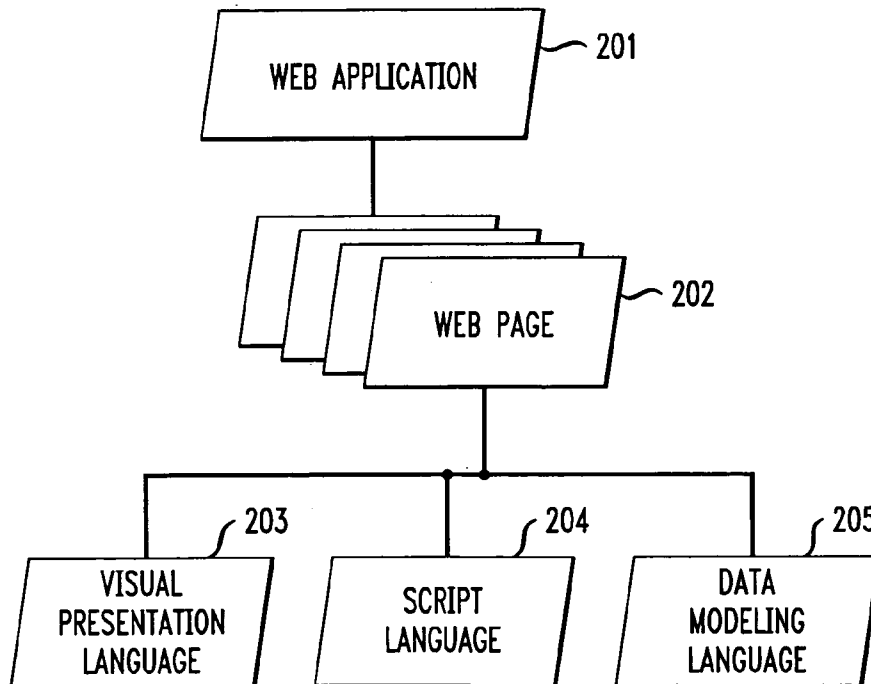 WEB APPLICATION
201
WEB PAGE
202
203
204
205
VISUAL
PRESENTATION
LANGUAGE
SCRIPT
LANGUAGE
DATA
MODELING
LANGUAGE